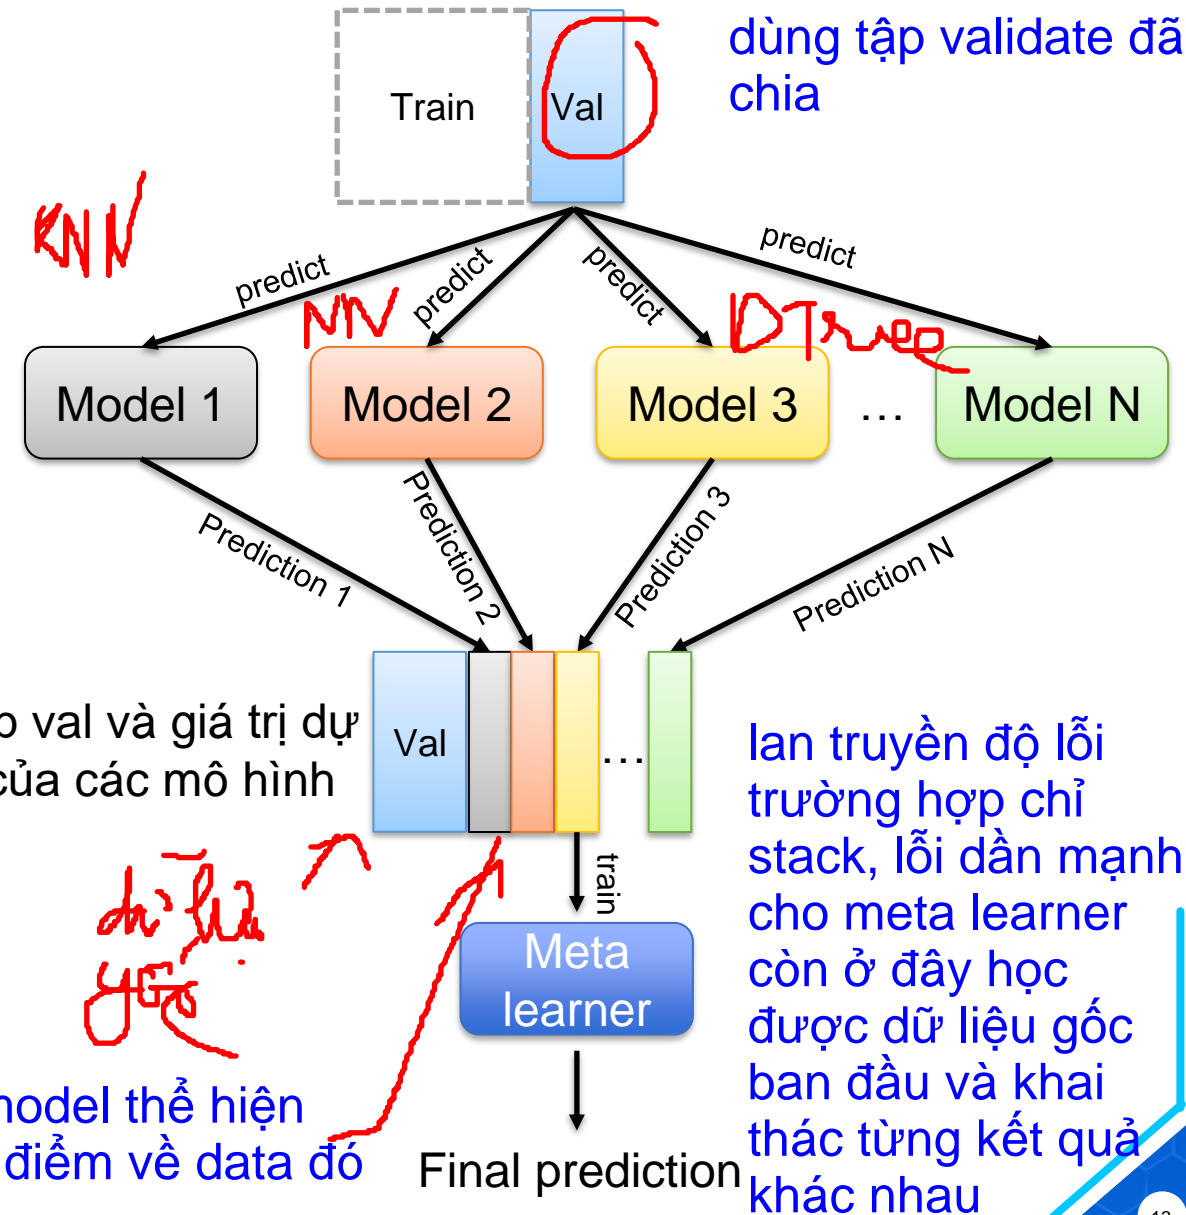 dùng tập validate đã
chia
Train
Val
KNN
predict
predict
predict
predict
NN
DTree
Model 1
Model 2
Model 3
...
Model N
Prediction 1
Prediction 2
Prediction 3
Prediction N
val và giá trị dự
của các mô hình
Val
...
lan truyền độ lỗi
trường hợp chỉ
stack, lỗi dần mạnh
cho meta learner
còn ở đây học
được dữ liệu gốc
ban đầu và khai
thác từng kết quả
khác nhau
train
Meta
learner
dữ liệu
gốc
model thể hiện
điểm về data đó
Final prediction